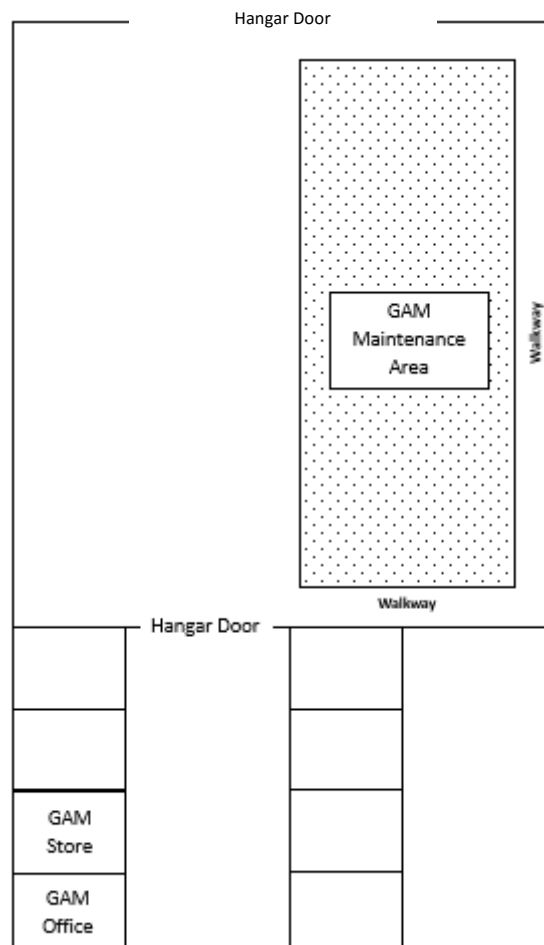 Hangar Door
GAM
Maintenance
Area
Walkway
Walkway
Hangar Door
GAM
Store
GAM
Office